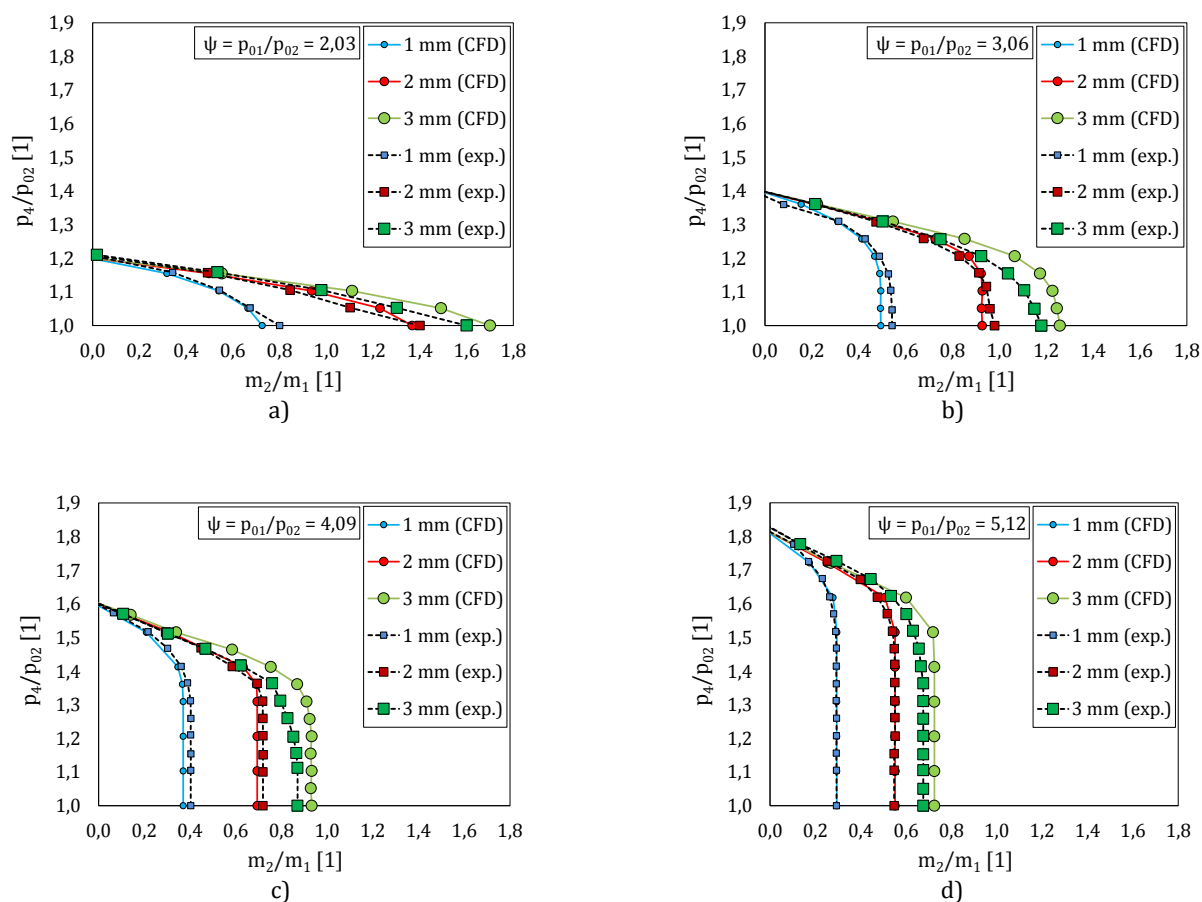 1,9
1,8
1,7
1,6
1,5
1,4
1,3
1,2
1,1
1,0
p4/p02 [1]
ψ = p01/p02 = 2,03
1 mm (CFD)
2 mm (CFD)
3 mm (CFD)
1 mm (exp.)
2 mm (exp.)
3 mm (exp.)
0,0 0,2 0,4 0,6 0,8 1,0 1,2 1,4 1,6 1,8
m2/m1 [1]
a)
1,9
1,8
1,7
1,6
1,5
1,4
1,3
1,2
1,1
1,0
p4/p02 [1]
ψ = p01/p02 = 3,06
1 mm (CFD)
2 mm (CFD)
3 mm (CFD)
1 mm (exp.)
2 mm (exp.)
3 mm (exp.)
0,0 0,2 0,4 0,6 0,8 1,0 1,2 1,4 1,6 1,8
m2/m1 [1]
b)
1,9
1,8
1,7
1,6
1,5
1,4
1,3
1,2
1,1
1,0
p4/p02 [1]
ψ = p01/p02 = 4,09
1 mm (CFD)
2 mm (CFD)
3 mm (CFD)
1 mm (exp.)
2 mm (exp.)
3 mm (exp.)
0,0 0,2 0,4 0,6 0,8 1,0 1,2 1,4 1,6 1,8
m2/m1 [1]
c)
1,9
1,8
1,7
1,6
1,5
1,4
1,3
1,2
1,1
1,0
p4/p02 [1]
ψ = p01/p02 = 5,12
1 mm (CFD)
2 mm (CFD)
3 mm (CFD)
1 mm (exp.)
2 mm (exp.)
3 mm (exp.)
0,0 0,2 0,4 0,6 0,8 1,0 1,2 1,4 1,6 1,8
m2/m1 [1]
d)